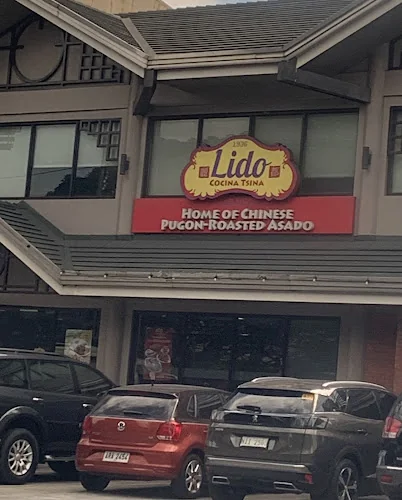 1936
Lido
COCINA TSINA
HOME OF CHINESE
PUGON-ROASTED ASADO